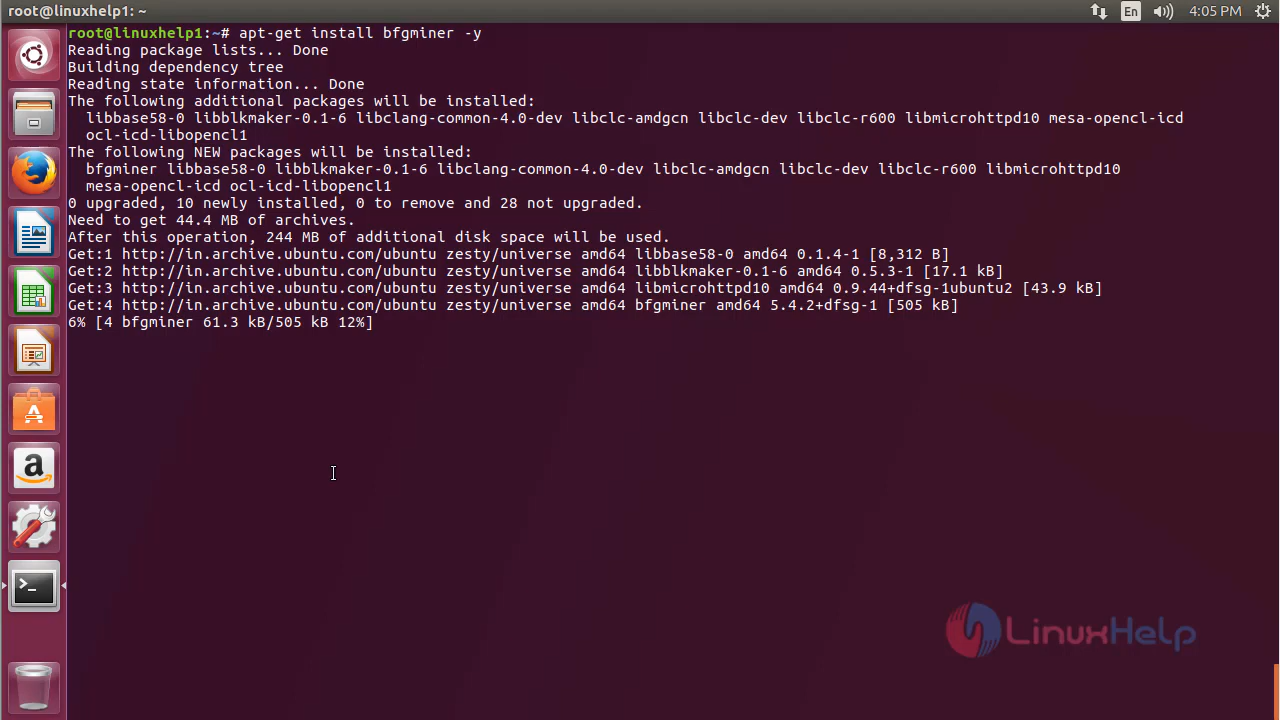 root@linuxhelp1: ~
En
4:05 PM
root@linuxhelp1:~# apt-get install bfgminer -y
Reading package lists... Done
Building dependency tree
Reading state information... Done
The following additional packages will be installed:
libbase58-0 libblkmaker-0.1-6 libclang-common-4.0-dev libclc-amdgcn libclc-dev libclc-r600 libmicrohttpd10 mesa-opencl-icd
ocl-icd-libopencl1
The following NEW packages will be installed:
bfgminer libbase58-0 libblkmaker-0.1-6 libclang-common-4.0-dev libclc-amdgcn libclc-dev libclc-r600 libmicrohttpd10
mesa-opencl-icd ocl-icd-libopencl1
0 upgraded, 10 newly installed, 0 to remove and 28 not upgraded.
Need to get 44.4 MB of archives.
After this operation, 244 MB of additional disk space will be used.
Get:1 http://in.archive.ubuntu.com/ubuntu zesty/universe amd64 libbase58-0 amd64 0.1.4-1 [8,312 B]
Get:2 http://in.archive.ubuntu.com/ubuntu zesty/universe amd64 libblkmaker-0.1-6 amd64 0.5.3-1 [17.1 kB]
Get:3 http://in.archive.ubuntu.com/ubuntu zesty/universe amd64 libmicrohttpd10 amd64 0.9.44+dfsg-1ubuntu2 [43.9 kB]
Get:4 http://in.archive.ubuntu.com/ubuntu zesty/universe amd64 bfgminer amd64 5.4.2+dfsg-1 [505 kB]
6% [4 bfgminer 61.3 kB/505 kB 12%]
LinuxHelp